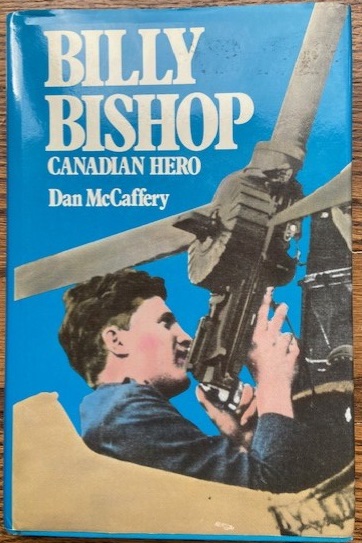 BILLY
BISHOP
CANADIAN HERO
Dan McCaffery